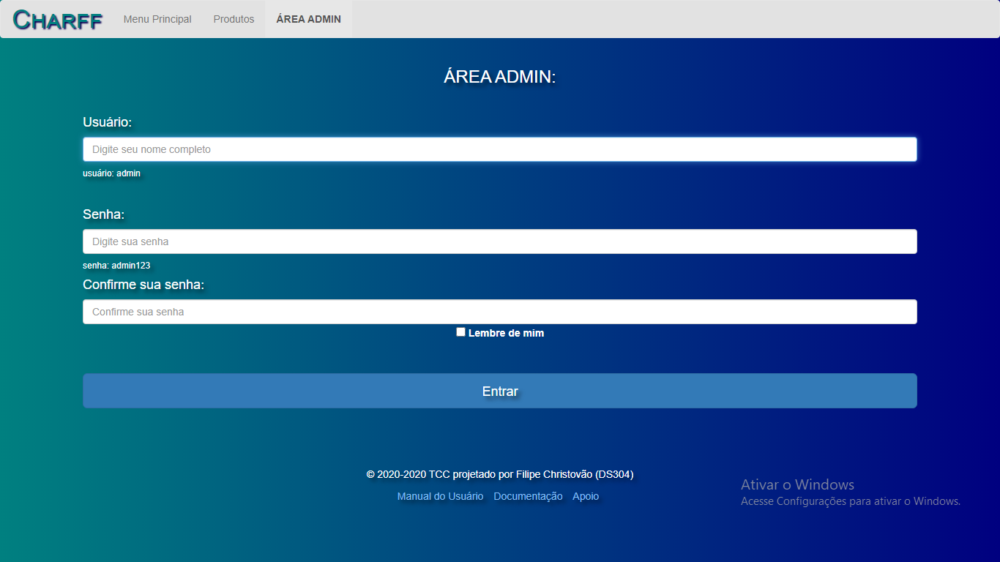 CHARFF Menu Principal Produtos ÁREA ADMIN
ÁREA ADMIN:
Usuário:
Digite seu nome completo
usuário: admin
Senha:
Digite sua senha
senha: admin123
Confirme sua senha:
Confirme sua senha
Lembre de mim
Entrar
© 2020-2020 TCC projetado por Filipe Christovão (DS304)
Manual do Usuário Documentação Apoio
Ativar o Windows
Acesse Configurações para ativar o Windows.